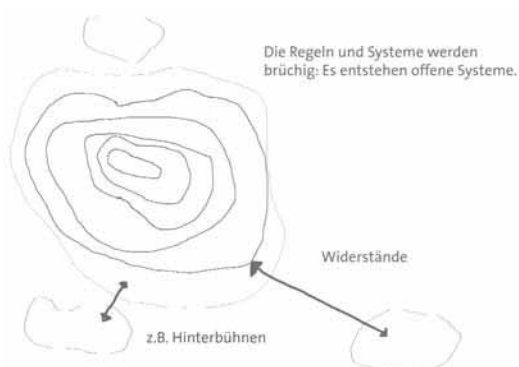 Die Regeln und Systeme werden
brüchig: Es entstehen offene Systeme.
Widerstände
z.B. Hinterbühnen